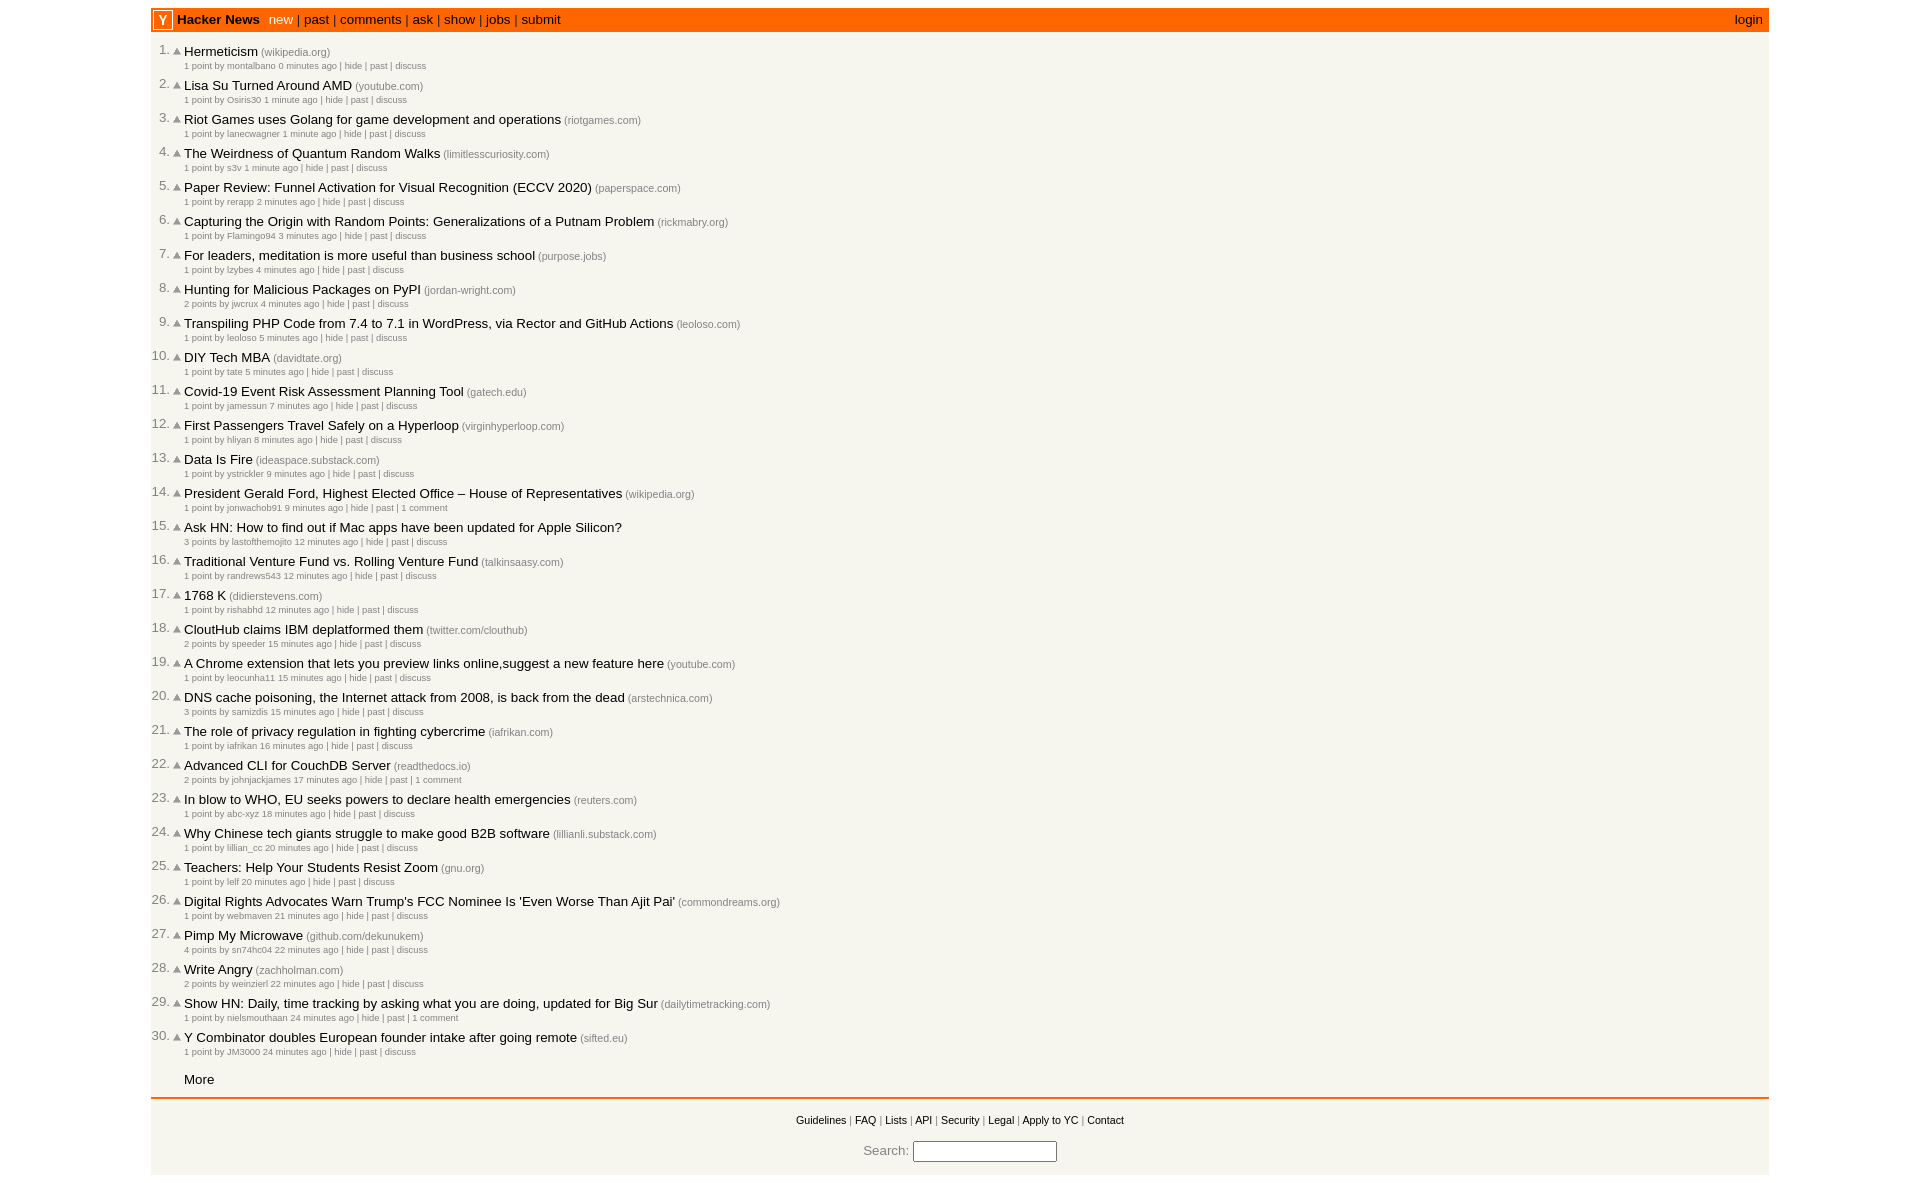 Y Hacker News new | past | comments | ask | show | jobs | submit login
1. Hermeticism (wikipedia.org)
1 point by montalbano 0 minutes ago | hide | past | discuss
2. Lisa Su Turned Around AMD (youtube.com)
1 point by Osiris30 1 minute ago | hide | past | discuss
3. Riot Games uses Golang for game development and operations (riotgames.com)
1 point by lanecwagner 1 minute ago | hide | past | discuss
4. The Weirdness of Quantum Random Walks (limitlesscuriosity.com)
1 point by s3v 1 minute ago | hide | past | discuss
5. Paper Review: Funnel Activation for Visual Recognition (ECCV 2020) (paperspace.com)
1 point by rerapp 2 minutes ago | hide | past | discuss
6. Capturing the Origin with Random Points: Generalizations of a Putnam Problem (rickmabry.org)
1 point by Flamingo94 3 minutes ago | hide | past | discuss
7. For leaders, meditation is more useful than business school (purpose.jobs)
1 point by lzybes 4 minutes ago | hide | past | discuss
8. Hunting for Malicious Packages on PyPI (jordan-wright.com)
2 points by jwcrux 4 minutes ago | hide | past | discuss
9. Transpiling PHP Code from 7.4 to 7.1 in WordPress, via Rector and GitHub Actions (leoloso.com)
1 point by leoloso 5 minutes ago | hide | past | discuss
10. DIY Tech MBA (davidtate.org)
1 point by tate 5 minutes ago | hide | past | discuss
11. Covid-19 Event Risk Assessment Planning Tool (gatech.edu)
1 point by jamessun 7 minutes ago | hide | past | discuss
12. First Passengers Travel Safely on a Hyperloop (virginhyperloop.com)
1 point by hliyan 8 minutes ago | hide | past | discuss
13. Data Is Fire (ideaspace.substack.com)
1 point by ystrickler 9 minutes ago | hide | past | discuss
14. President Gerald Ford, Highest Elected Office – House of Representatives (wikipedia.org)
1 point by jonwachob91 9 minutes ago | hide | past | 1 comment
15. Ask HN: How to find out if Mac apps have been updated for Apple Silicon?
3 points by lastofthemojito 12 minutes ago | hide | past | discuss
16. Traditional Venture Fund vs. Rolling Venture Fund (talkinsaasy.com)
1 point by randrews543 12 minutes ago | hide | past | discuss
17. 1768 K (didierstevens.com)
1 point by rishabhd 12 minutes ago | hide | past | discuss
18. CloutHub claims IBM deplatformed them (twitter.com/clouthub)
2 points by speeder 15 minutes ago | hide | past | discuss
19. A Chrome extension that lets you preview links online,suggest a new feature here (youtube.com)
1 point by leocunha11 15 minutes ago | hide | past | discuss
20. DNS cache poisoning, the Internet attack from 2008, is back from the dead (arstechnica.com)
3 points by samizdis 15 minutes ago | hide | past | discuss
21. The role of privacy regulation in fighting cybercrime (iafrikan.com)
1 point by iafrikan 16 minutes ago | hide | past | discuss
22. Advanced CLI for CouchDB Server (readthedocs.io)
2 points by johnjackjames 17 minutes ago | hide | past | 1 comment
23. In blow to WHO, EU seeks powers to declare health emergencies (reuters.com)
1 point by abc-xyz 18 minutes ago | hide | past | discuss
24. Why Chinese tech giants struggle to make good B2B software (lillianli.substack.com)
1 point by lillian_cc 20 minutes ago | hide | past | discuss
25. Teachers: Help Your Students Resist Zoom (gnu.org)
1 point by lelf 20 minutes ago | hide | past | discuss
26. Digital Rights Advocates Warn Trump's FCC Nominee Is 'Even Worse Than Ajit Pai' (commondreams.org)
1 point by webmaven 21 minutes ago | hide | past | discuss
27. Pimp My Microwave (github.com/dekunukem)
4 points by sn74hc04 22 minutes ago | hide | past | discuss
28. Write Angry (zachholman.com)
2 points by weinzierl 22 minutes ago | hide | past | discuss
29. Show HN: Daily, time tracking by asking what you are doing, updated for Big Sur (dailytimetracking.com)
1 point by nielsmouthaan 24 minutes ago | hide | past | 1 comment
30. Y Combinator doubles European founder intake after going remote (sifted.eu)
1 point by JM3000 24 minutes ago | hide | past | discuss
More
Guidelines | FAQ | Lists | API | Security | Legal | Apply to YC | Contact
Search: